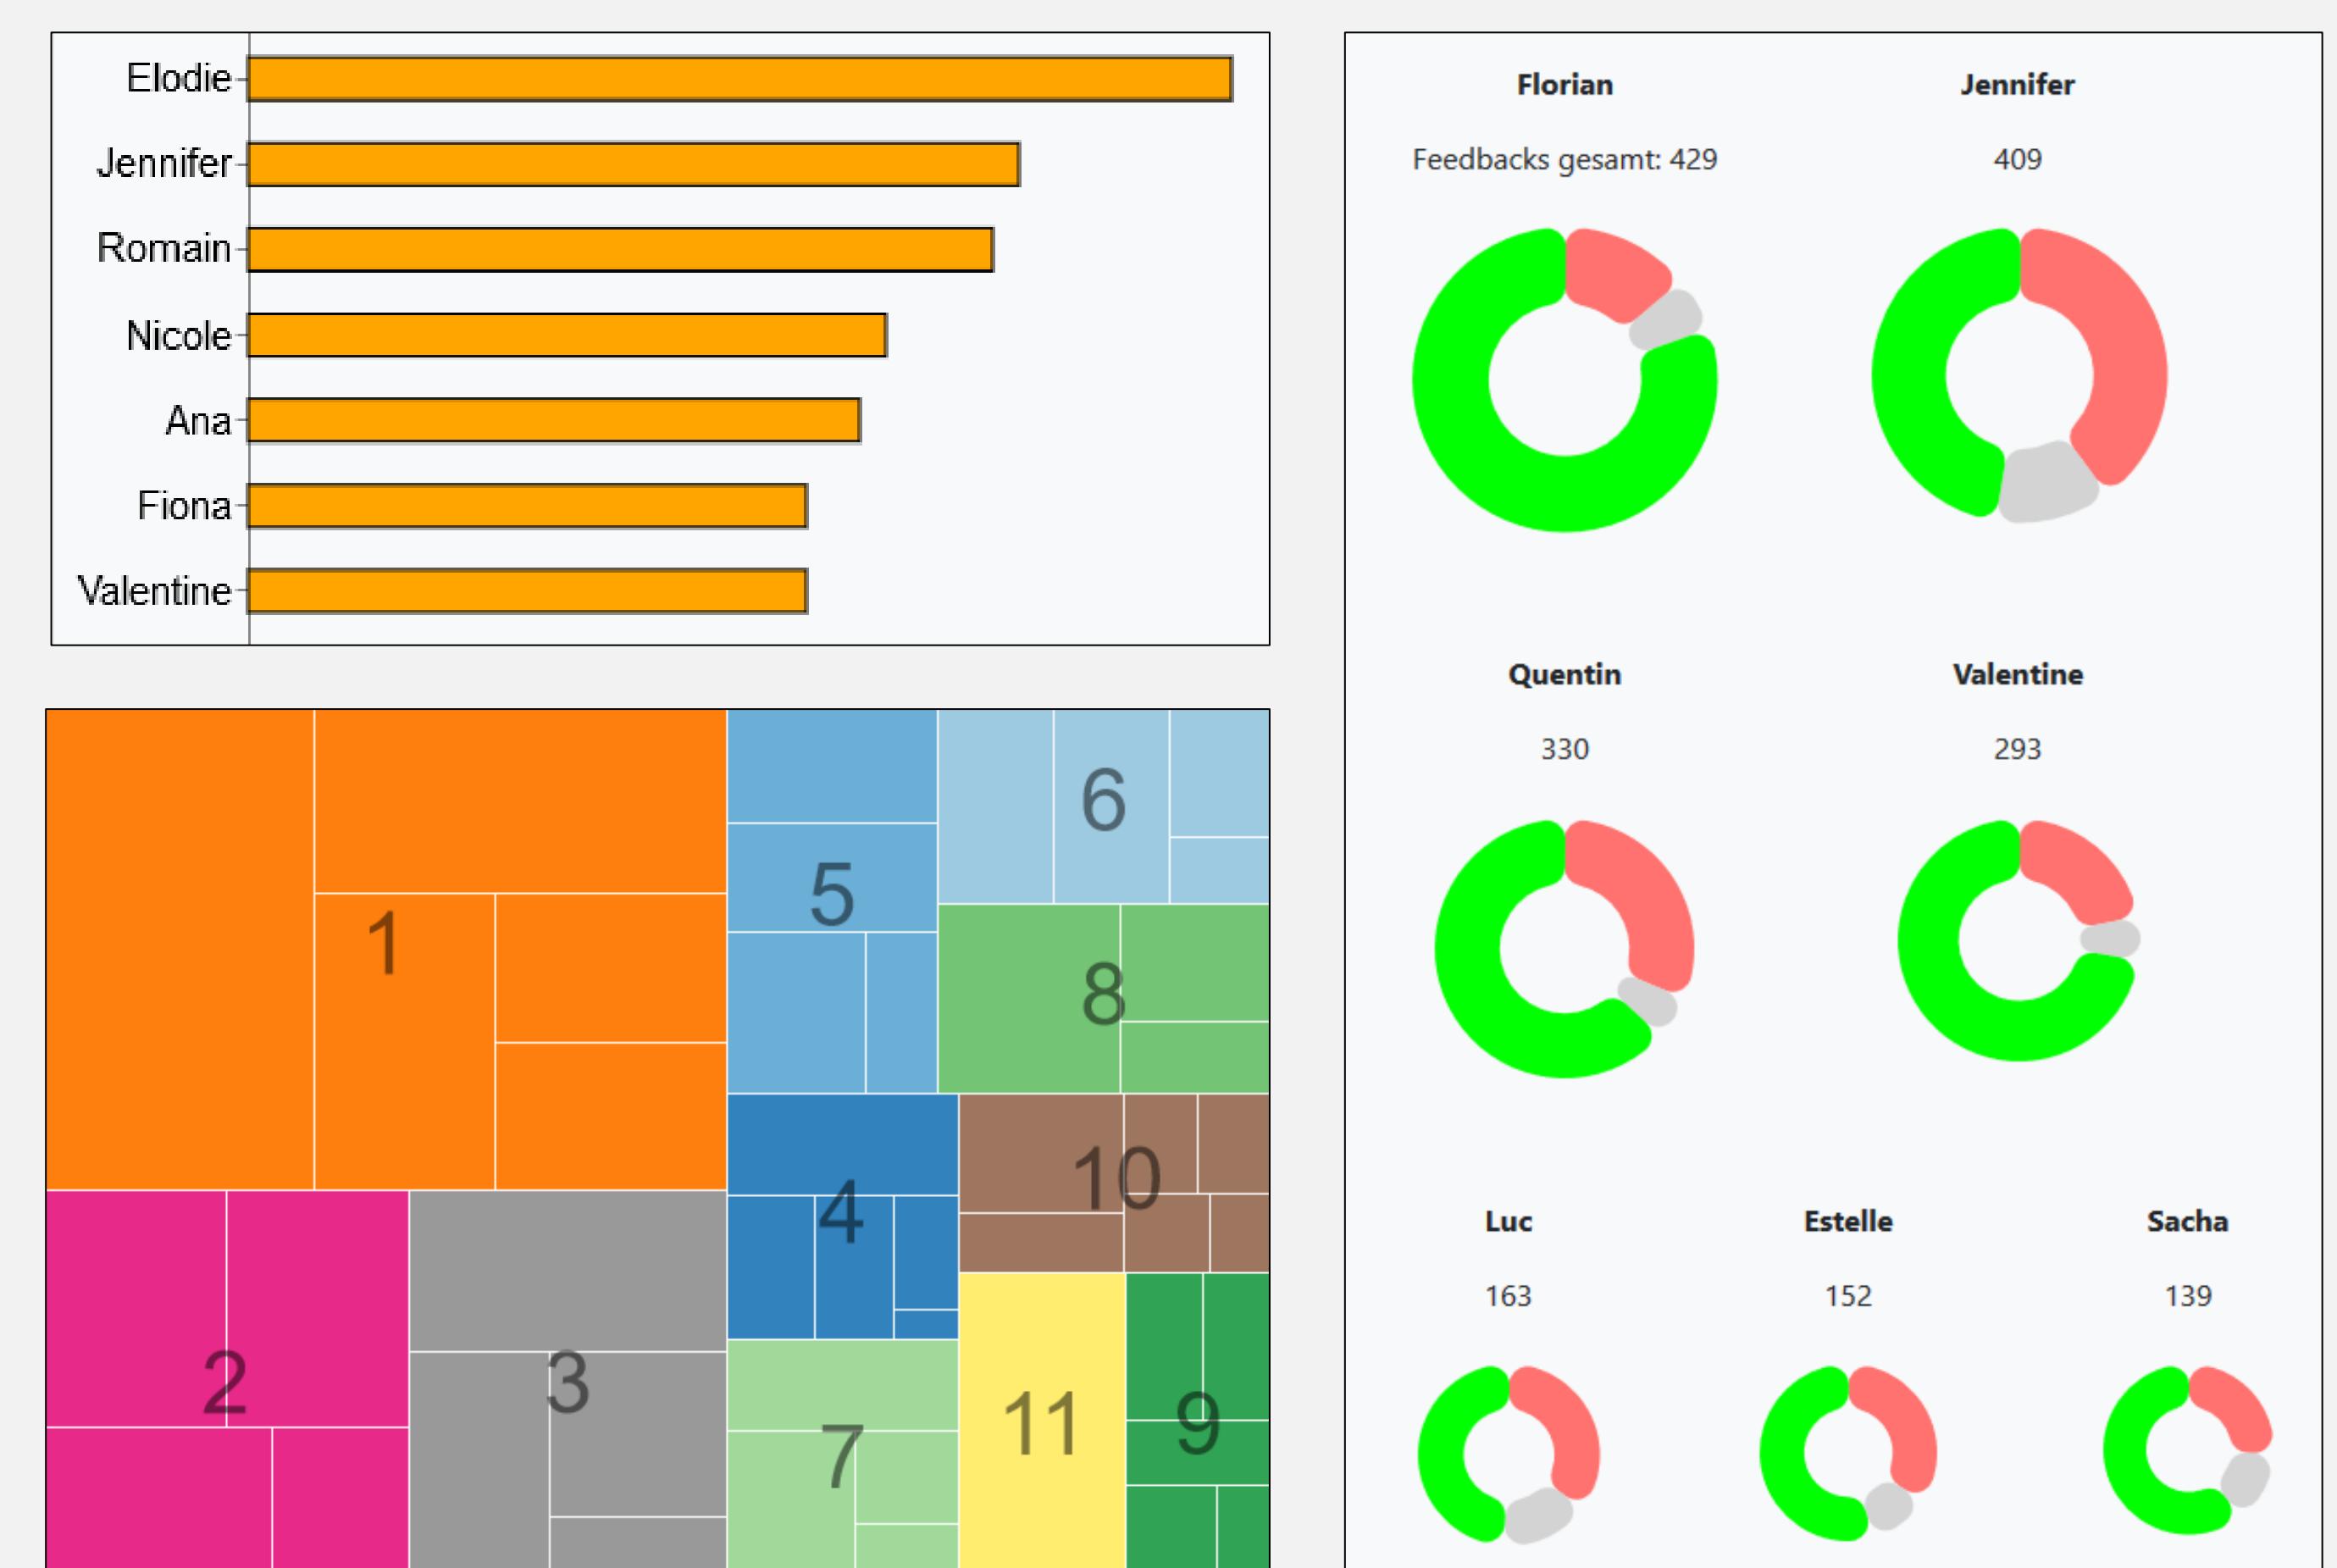 Elodie
Jennifer
Romain
Nicole
Ana
Fiona
Valentine
1
2
3
4
5
6
7
8
9
10
11
Florian
Feedbacks gesamt: 429
Jennifer
409
Quentin
330
Valentine
293
Luc
163
Estelle
152
Sacha
139